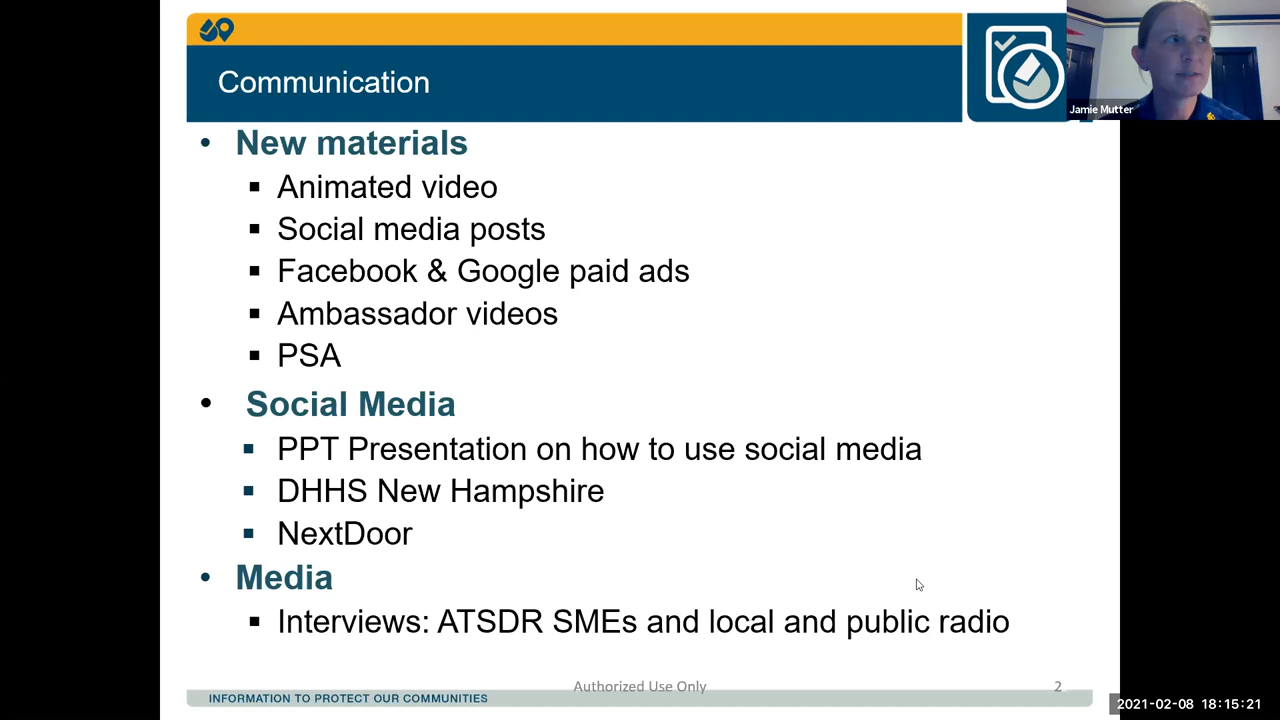 Communication
Jamie Mutter
• New materials
▪ Animated video
▪ Social media posts
▪ Facebook & Google paid ads
▪ Ambassador videos
▪ PSA
• Social Media
▪ PPT Presentation on how to use social media
▪ DHHS New Hampshire
▪ NextDoor
• Media
▪ Interviews: ATSDR SMEs and local and public radio
Authorized Use Only
2
INFORMATION TO PROTECT OUR COMMUNITIES
2021-02-08 18:15:21